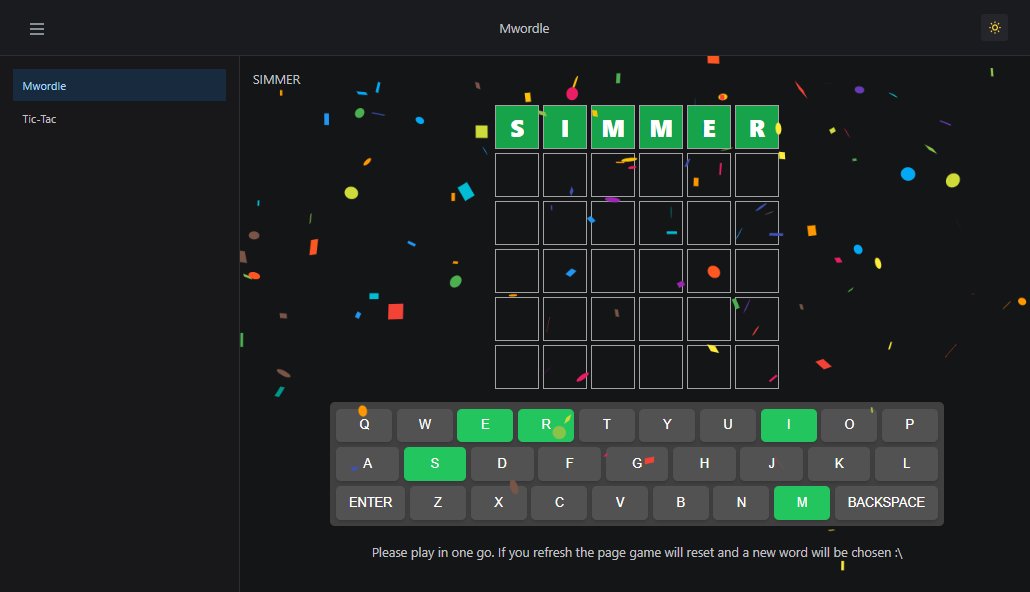 Mwordle
Mwordle
Tic-Tac
SIMMER
S I M M E R
Q W E R T Y U I O P
A S D F G H J K L
ENTER Z X C V B N M BACKSPACE
Please play in one go. If you refresh the page game will reset and a new word will be chosen :\